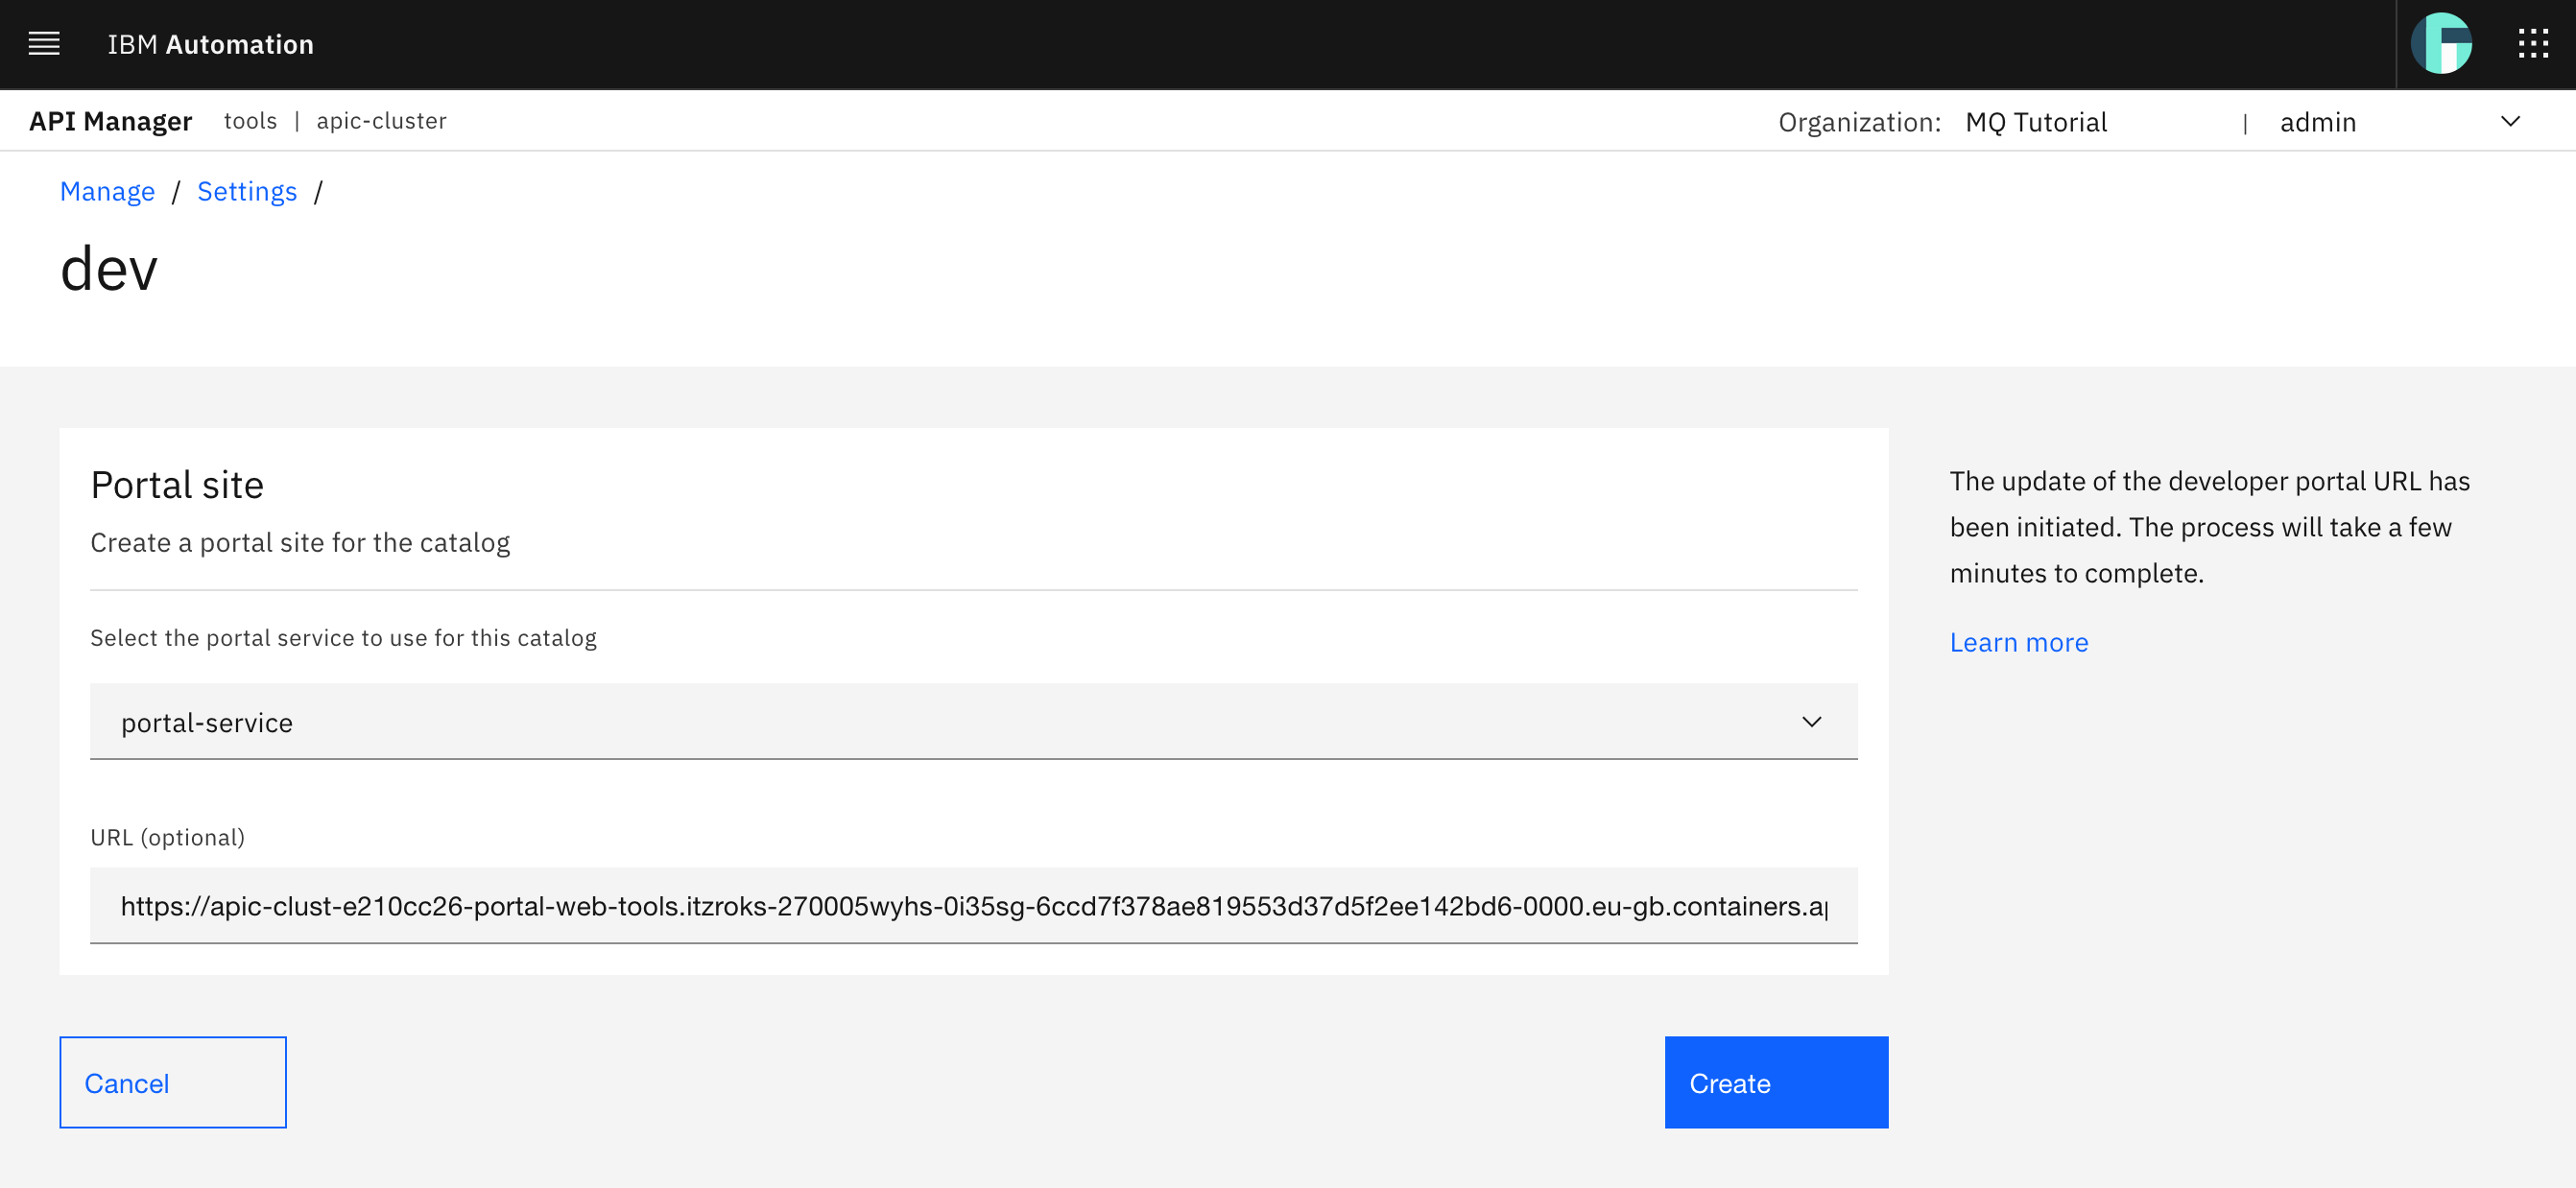 IBM Automation
API Manager tools | apic-cluster Organization: MQ Tutorial | admin
Manage / Settings /
dev
Portal site
Create a portal site for the catalog
Select the portal service to use for this catalog
portal-service
URL (optional)
https://apic-clust-e210cc26-portal-web-tools.itzroks-270005wyhs-0i35sg-6ccd7f378ae819553d37d5f2ee142bd6-0000.eu-gb.containers.ap
Cancel
Create
The update of the developer portal URL has
been initiated. The process will take a few
minutes to complete.
Learn more